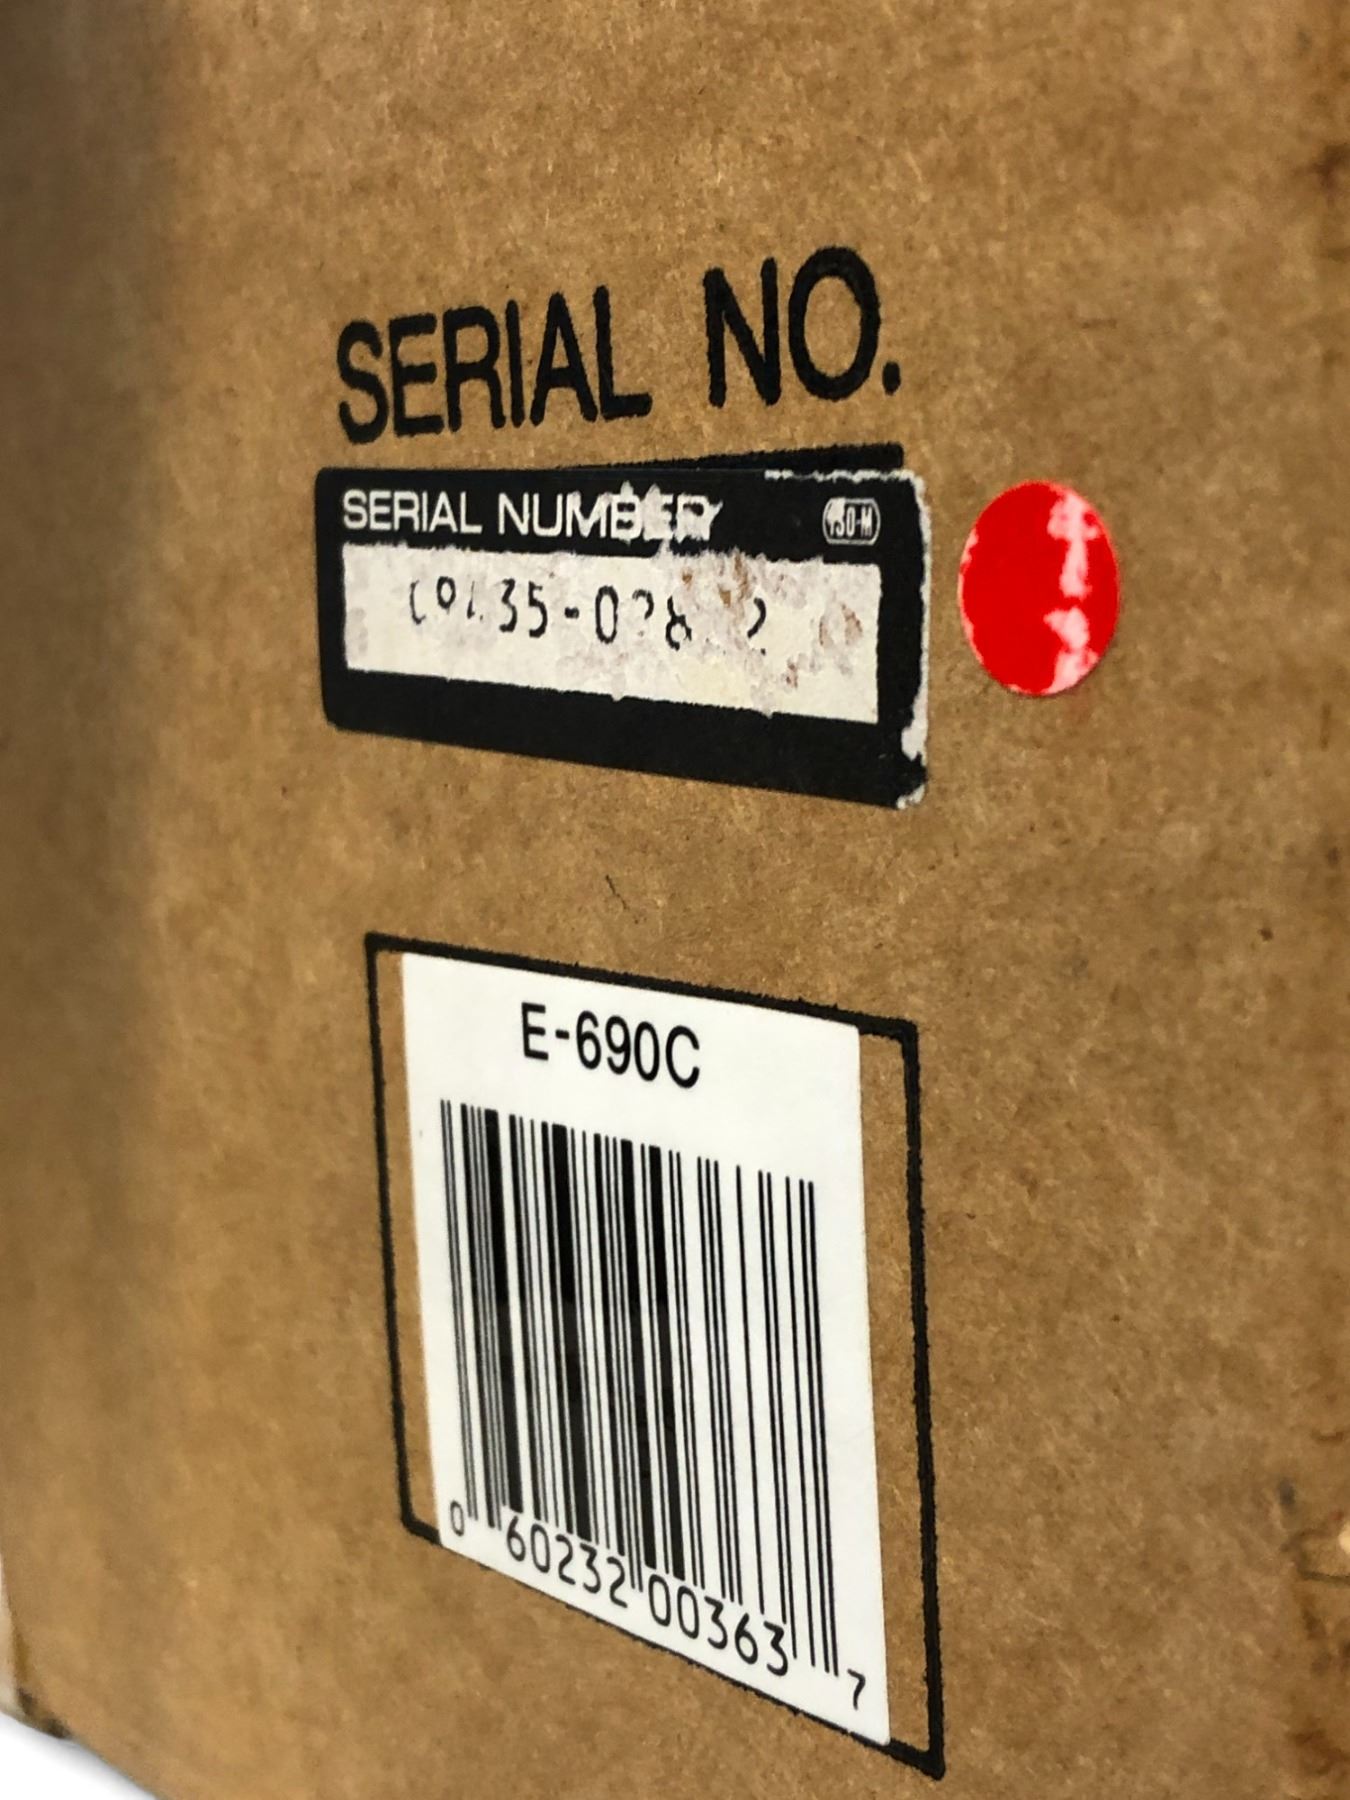 SERIAL NO.
SERIAL NUMBER
E-690C
0 60232 00363 7